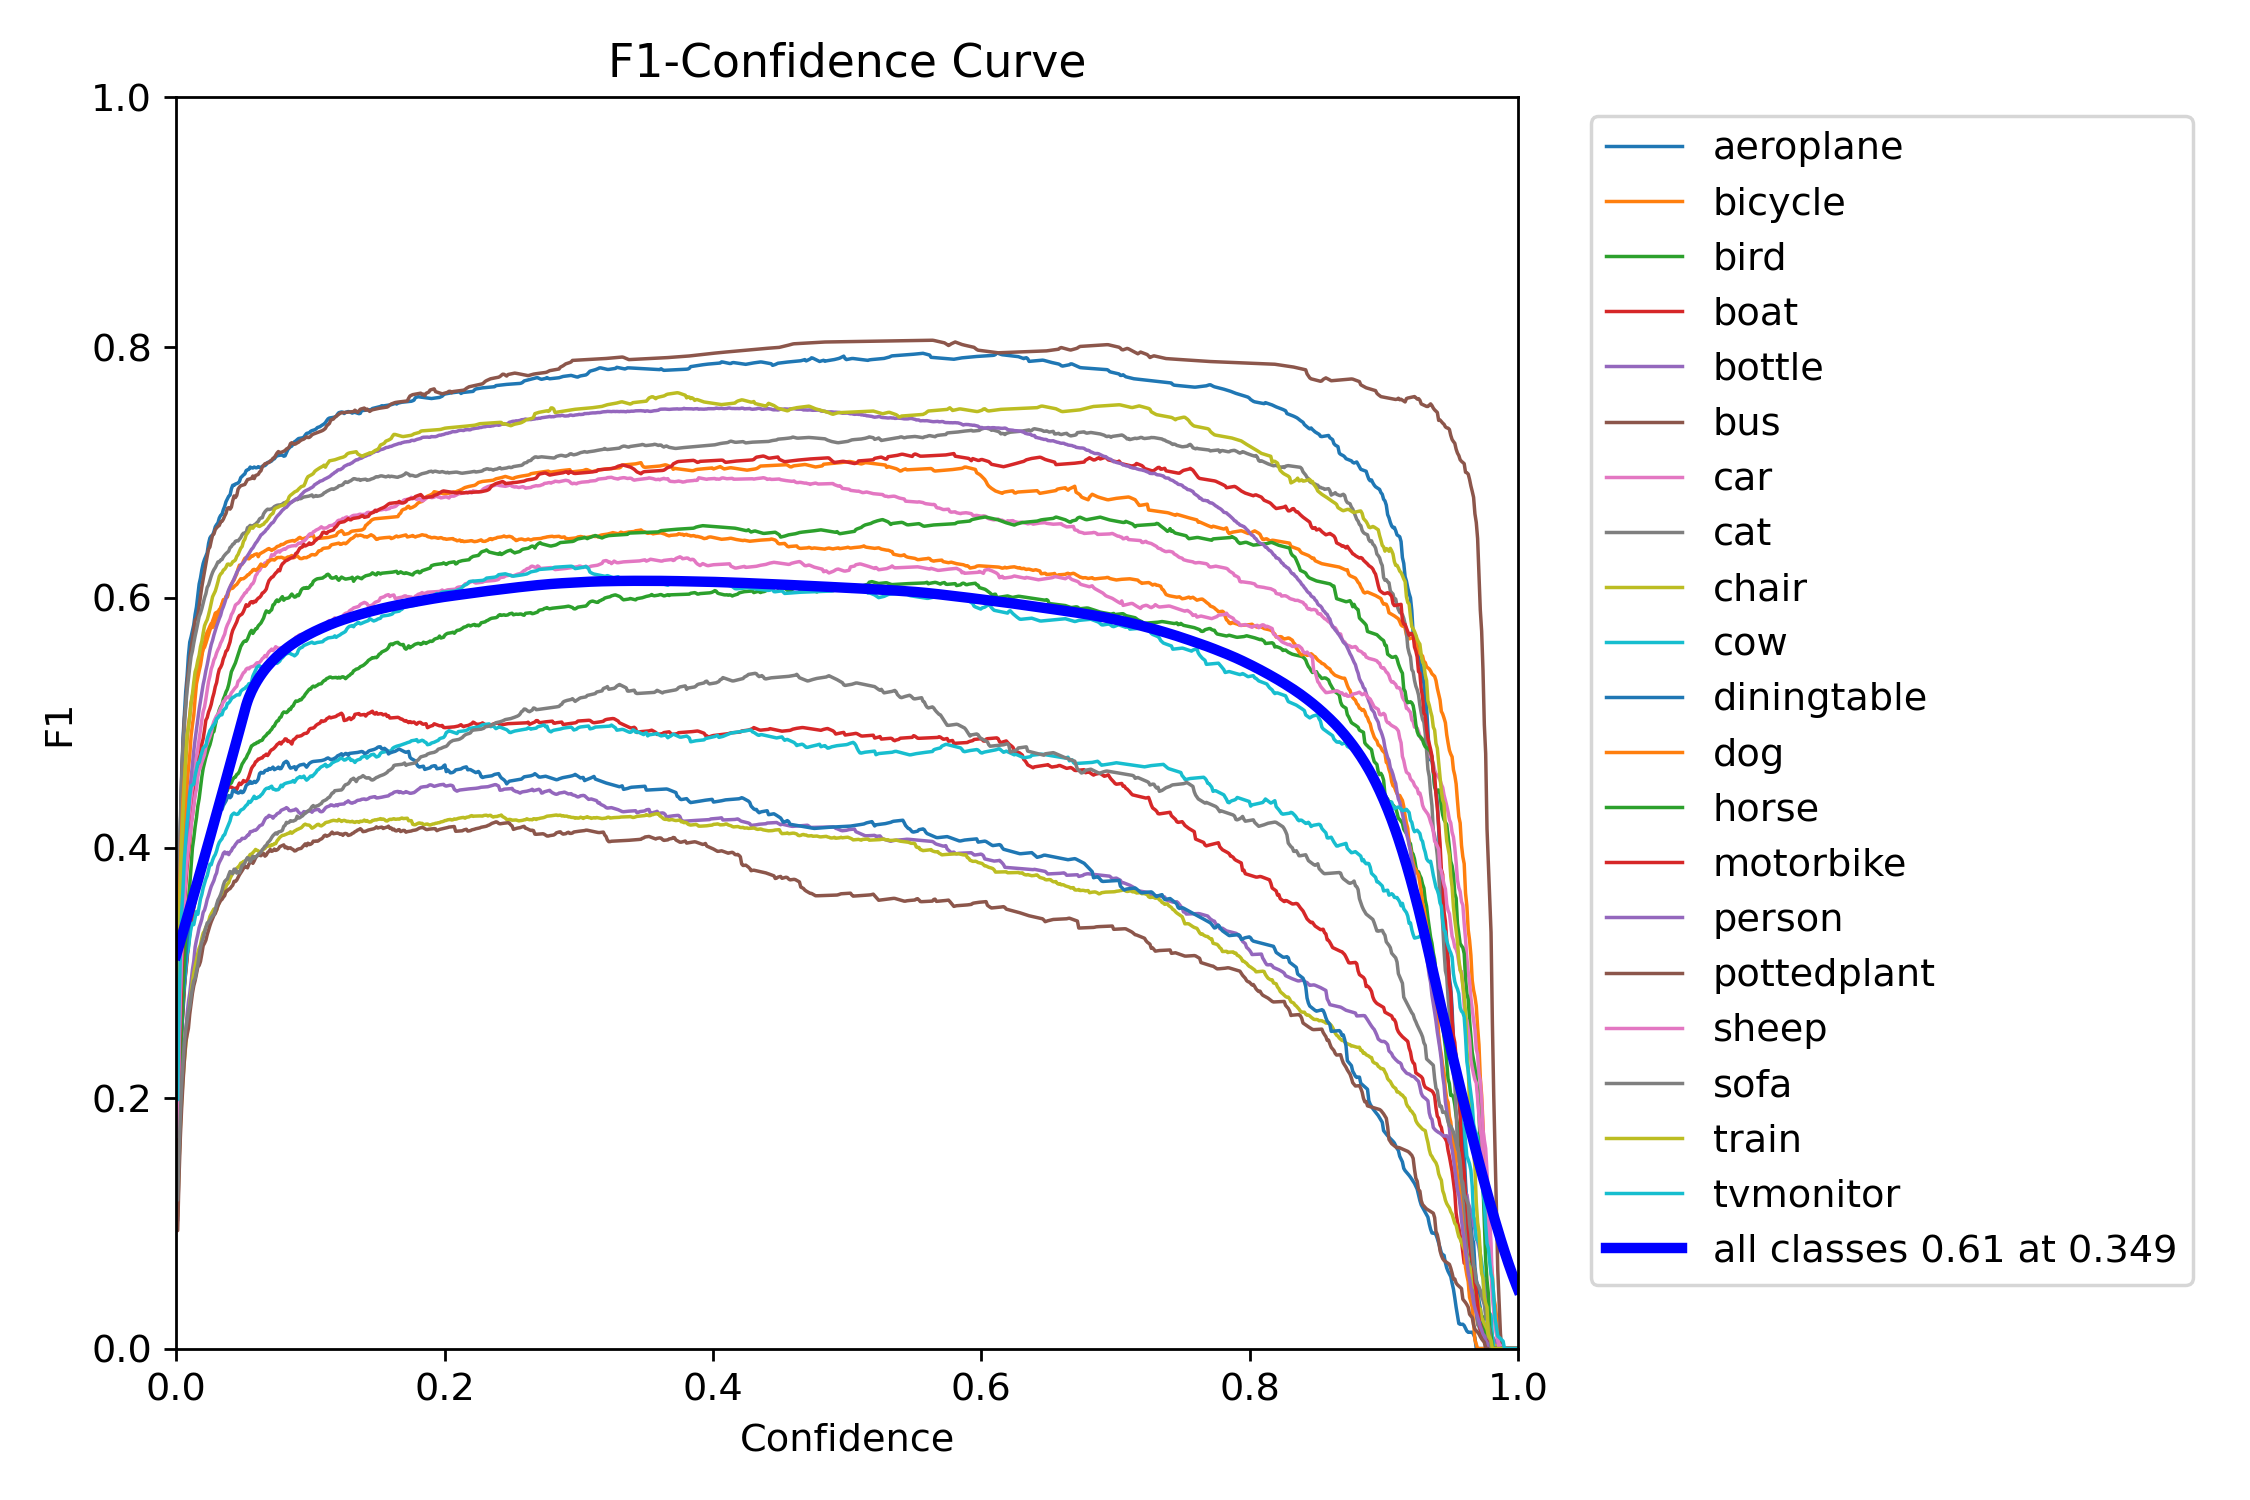 F1-Confidence Curve
1.0
0.8
0.6
0.4
0.2
0.0
F1
0.0 0.2 0.4 0.6 0.8 1.0
Confidence
aeroplane
bicycle
bird
boat
bottle
bus
car
cat
chair
cow
diningtable
dog
horse
motorbike
person
pottedplant
sheep
sofa
train
tvmonitor
all classes 0.61 at 0.349